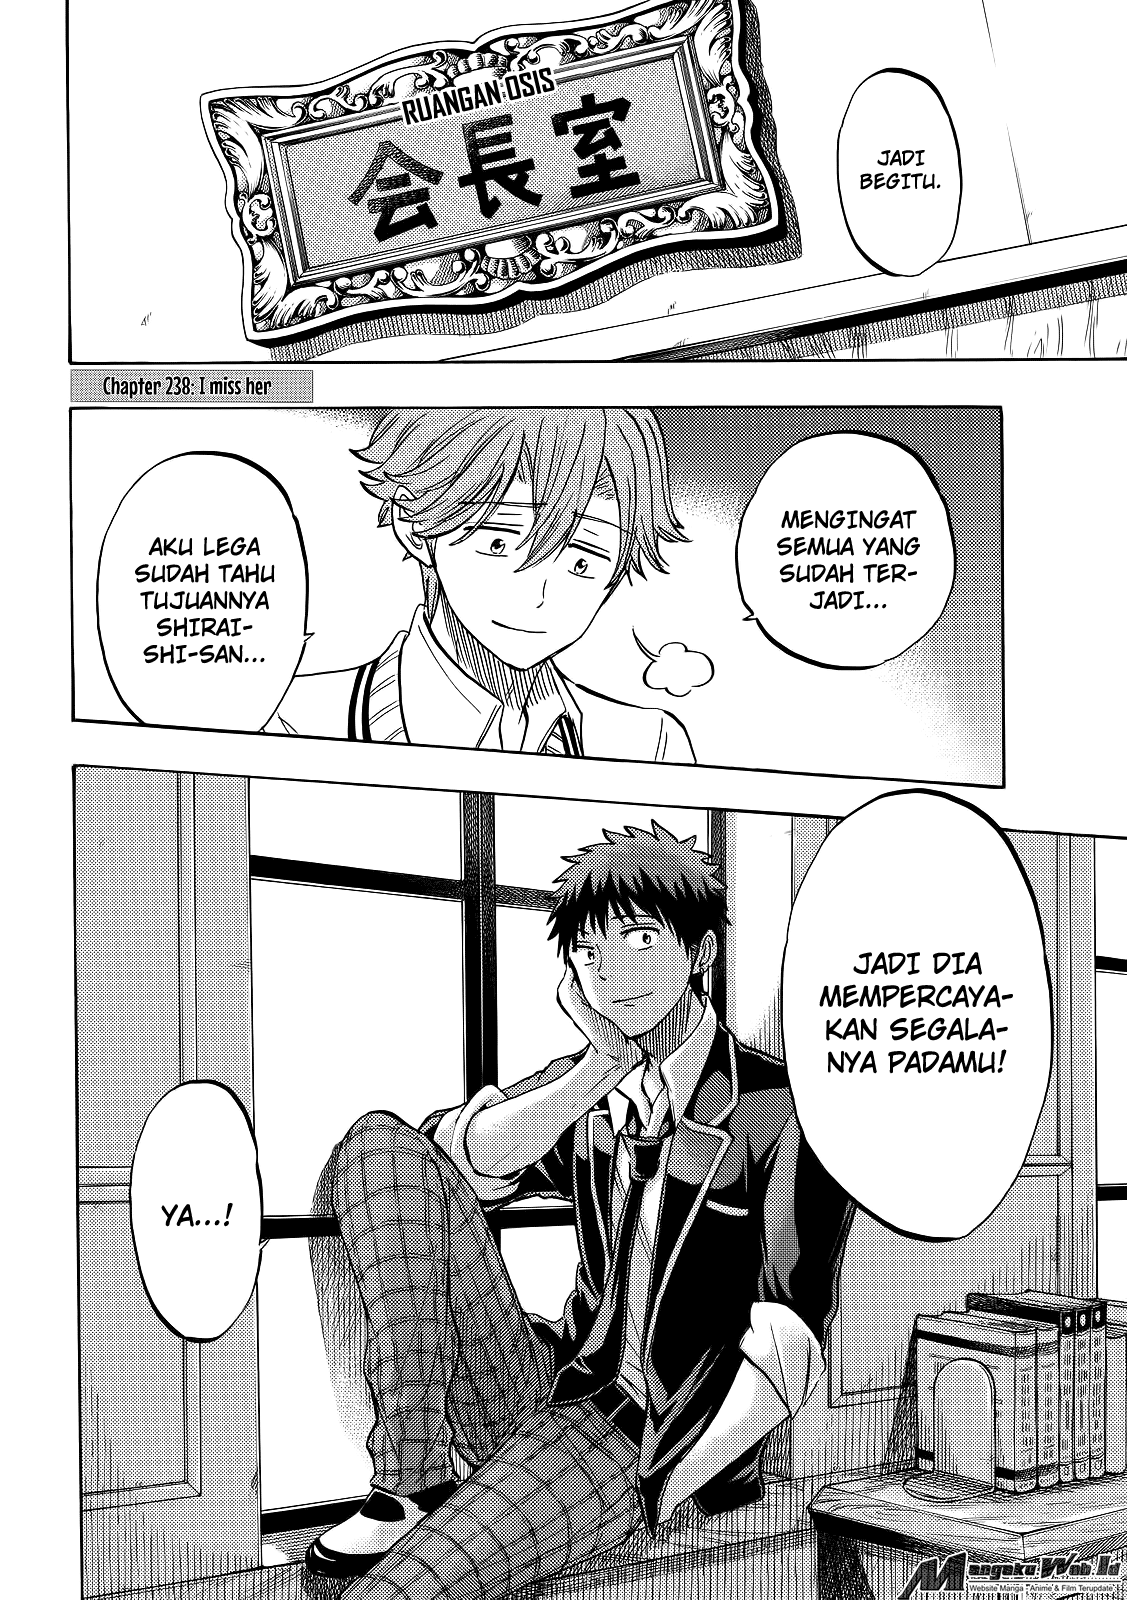 RUANGAN OSIS
会長室
JADI
BEGITU.
Chapter 238: I miss her
MENGINGAT
SEMUA YANG
SUDAH TER-
JADI...
AKU LEGA
SUDAH TAHU
TUJUANNYA
SHIRAI-
SHI-SAN...
JADI DIA
MEMPERCAYA-
KAN SEGALA-
NYA PADAMU!
YA...!
Mangaku.Web.Id
Website Manga - Anime & Film Terupdate